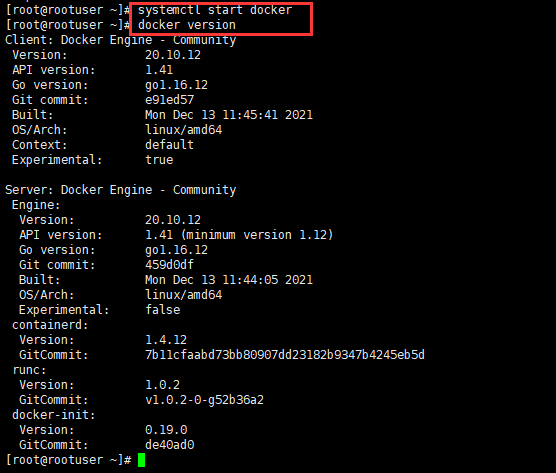 [root@rootuser ~]# systemctl start docker
[root@rootuser ~]# docker version
Client: Docker Engine - Community
Version: 20.10.12
API version: 1.41
Go version: go1.16.12
Git commit: e91ed57
Built: Mon Dec 13 11:45:41 2021
OS/Arch: linux/amd64
Context: default
Experimental: true
Server: Docker Engine - Community
Engine:
Version: 20.10.12
API version: 1.41 (minimum version 1.12)
Go version: go1.16.12
Git commit: 459d0df
Built: Mon Dec 13 11:44:05 2021
OS/Arch: linux/amd64
Experimental: false
containerd:
Version: 1.4.12
GitCommit: 7b11cfaabd73bb80907dd23182b9347b4245eb5d
runc:
Version: 1.0.2
GitCommit: v1.0.2-0-g52b36a2
docker-init:
Version: 0.19.0
GitCommit: de40ad0
[root@rootuser ~]#